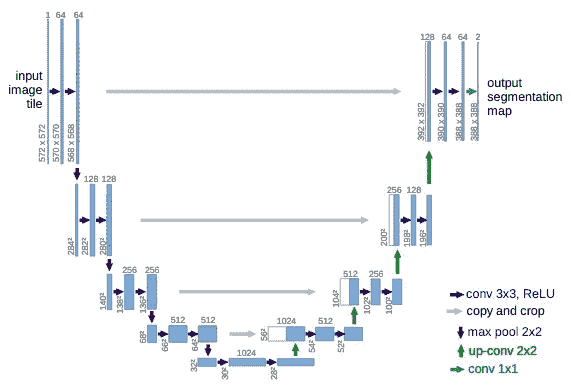 1 64 64
128 64 64 2
input
image
tile
output
segmentation
map
572 x 572
570 x 570
568 x 568
392 x 392
390 x 390
388 x 388
388 x 388
128 128
256 128
284²
282²
280²
200²
198²
196²
256 256
512 256
140²
138²
136²
104²
102²
100²
512 512
1024 512
68²
66²
64²
56²
54²
52²
1024
32²
30²
28²
conv 3x3, ReLU
copy and crop
max pool 2x2
up-conv 2x2
conv 1x1